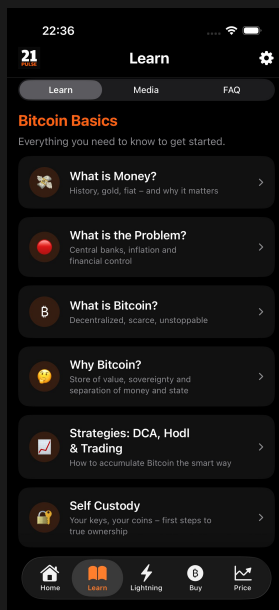 22:36
21
PULSE
Learn
Learn
Media
FAQ
Bitcoin Basics
Everything you need to know to get started.
What is Money?
History, gold, fiat – and why it matters
What is the Problem?
Central banks, inflation and
financial control
What is Bitcoin?
Decentralized, scarce, unstoppable
Why Bitcoin?
Store of value, sovereignty and
separation of money and state
Strategies: DCA, Hodl
& Trading
How to accumulate Bitcoin the smart way
Self Custody
Your keys, your coins – first steps to
true ownership
Home
Learn
Lightning
Buy
Price